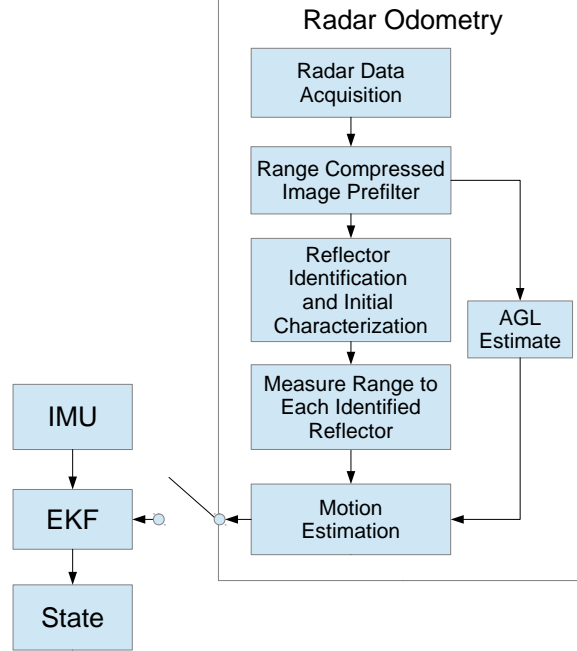 Radar Odometry
Radar Data
Acquisition
Range Compressed
Image Prefilter
Reflector
Identification
and Initial
Characterization
AGL
Estimate
Measure Range to
Each Identified
Reflector
IMU
Motion
Estimation
EKF
State